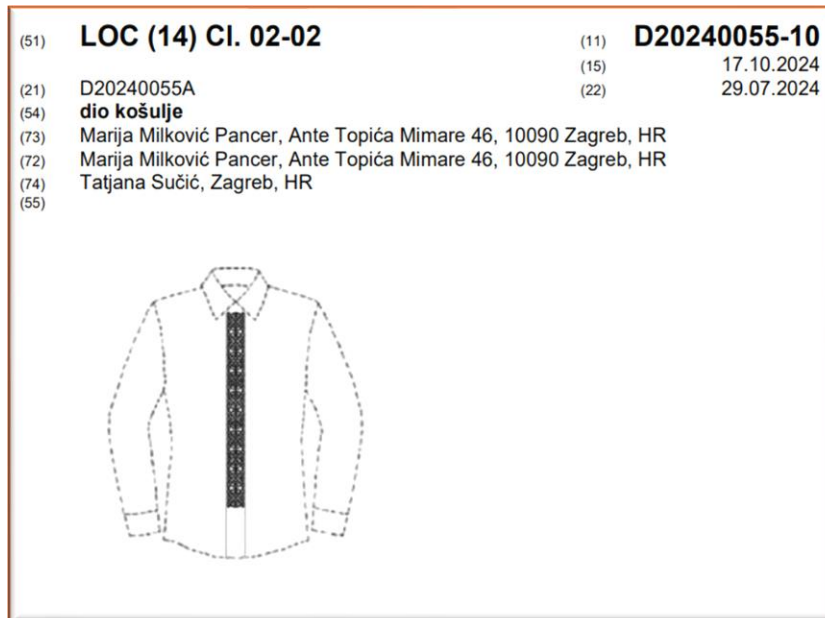 (51) LOC (14) Cl. 02-02 (11) D20240055-10
(15) 17.10.2024
(21) D20240055A (22) 29.07.2024
(54) dio košulje
(73) Marija Milković Pancer, Ante Topića Mimare 46, 10090 Zagreb, HR
(72) Marija Milković Pancer, Ante Topića Mimare 46, 10090 Zagreb, HR
(74) Tatjana Sučić, Zagreb, HR
(55)